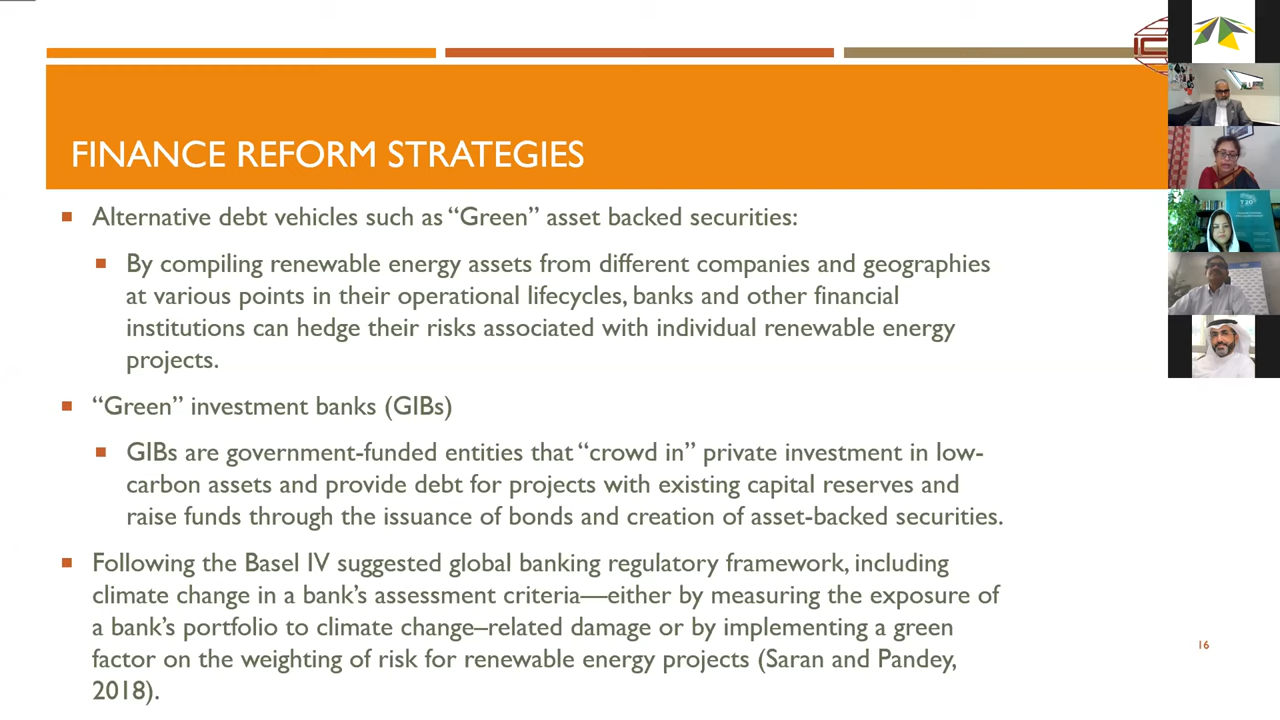 IC
FINANCE REFORM STRATEGIES
Alternative debt vehicles such as “Green” asset backed securities:
By compiling renewable energy assets from different companies and geographies
at various points in their operational lifecycles, banks and other financial
institutions can hedge their risks associated with individual renewable energy
projects.
“Green” investment banks (GIBs)
GIBs are government-funded entities that “crowd in” private investment in low-
carbon assets and provide debt for projects with existing capital reserves and
raise funds through the issuance of bonds and creation of asset-backed securities.
Following the Basel IV suggested global banking regulatory framework, including
climate change in a bank’s assessment criteria—either by measuring the exposure of
a bank’s portfolio to climate change–related damage or by implementing a green
factor on the weighting of risk for renewable energy projects (Saran and Pandey,
2018).
16
T20